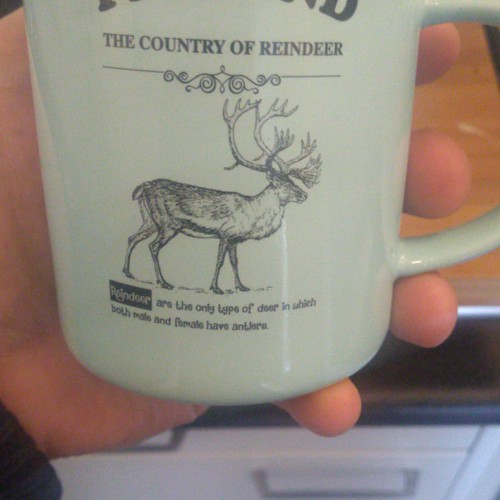 THE COUNTRY OF REINDEER
Reindeer are the only type of deer in which
both male and female have antlers.